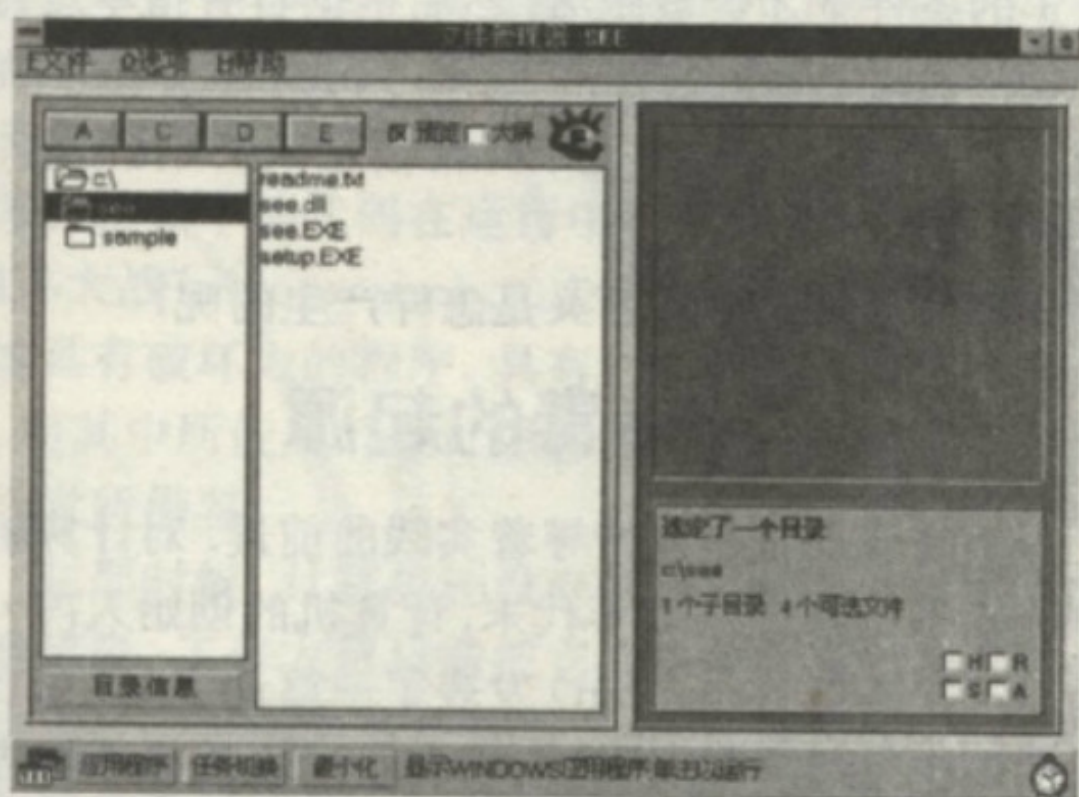 文件管理器-SEE
F文件 O选项 H帮助
A C D E 预览 大屏
c:\
see
sample
readme.txt
see.dll
see.EXE
setup.EXE
目录信息
选定了一个目录
c:\see
1个子目录 4个可选文件
H R
S A
应用程序 任务切换 最小化 显示WINDOWS应用程序,单击以运行